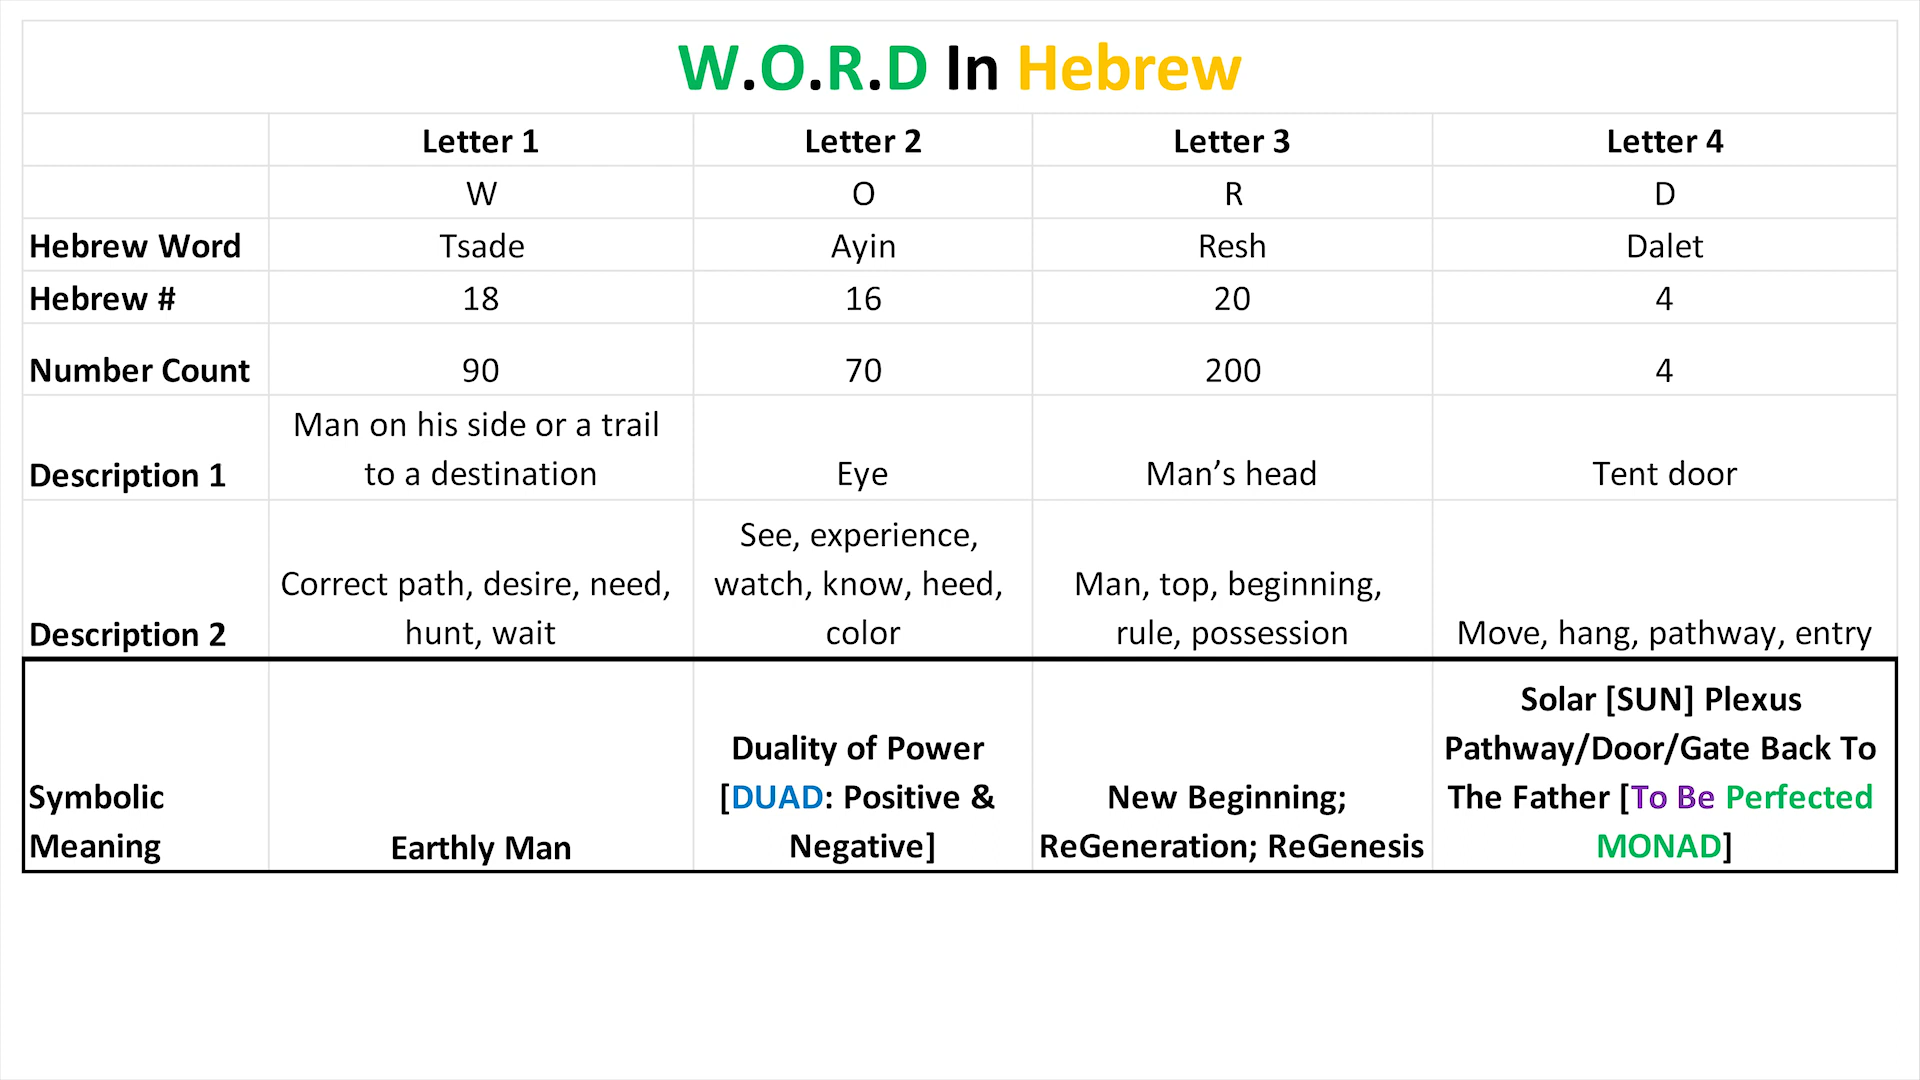 W.O.R.D In Hebrew
Letter 1 Letter 2 Letter 3 Letter 4
W O R D
Hebrew Word Tsade Ayin Resh Dalet
Hebrew # 18 16 20 4
Number Count 90 70 200 4
Description 1
Man on his side or a trail
to a destination
Eye
Man’s head
Tent door
Description 2
Correct path, desire, need,
hunt, wait
See, experience,
watch, know, heed,
color
Man, top, beginning,
rule, possession
Move, hang, pathway, entry
Symbolic
Meaning
Earthly Man
Duality of Power
[DUAD: Positive &
Negative]
New Beginning;
ReGeneration; ReGenesis
Solar [SUN] Plexus
Pathway/Door/Gate Back To
The Father [To Be Perfected
MONAD]